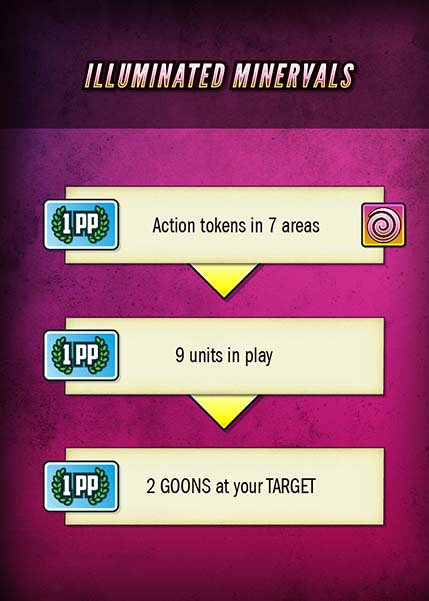 ILLUMINATED MINERVALS
1 PP
Action tokens in 7 areas
1 PP
9 units in play
1 PP
2 GOONS at your TARGET